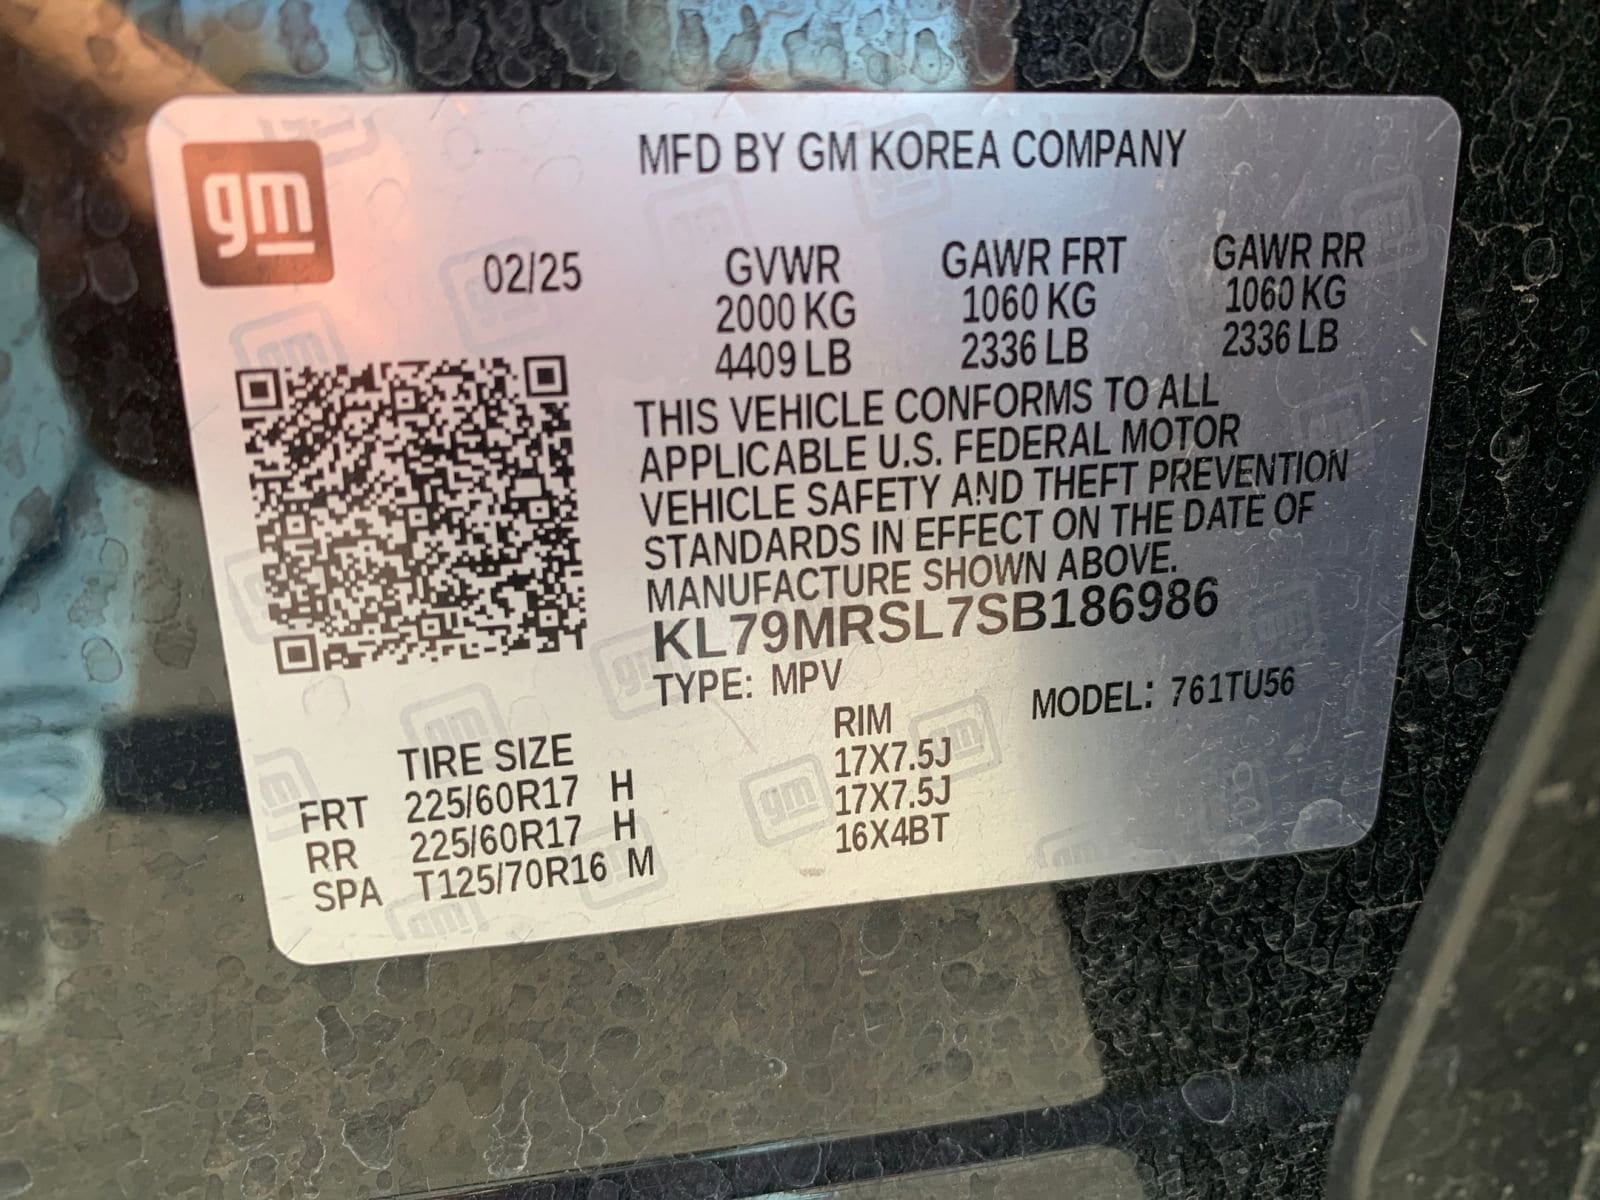 gm
MFD BY GM KOREA COMPANY
02/25
GVWR GAWR FRT GAWR RR
2000 KG 1060 KG 1060 KG
4409 LB 2336 LB 2336 LB
THIS VEHICLE CONFORMS TO ALL
APPLICABLE U.S. FEDERAL MOTOR
VEHICLE SAFETY AND THEFT PREVENTION
STANDARDS IN EFFECT ON THE DATE OF
MANUFACTURE SHOWN ABOVE.
KL79MRSL7SB186986
TYPE: MPV MODEL: 761TU56
TIRE SIZE RIM
FRT 225/60R17 H 17X7.5J
RR 225/60R17 H 17X7.5J
SPA T125/70R16 M 16X4BT